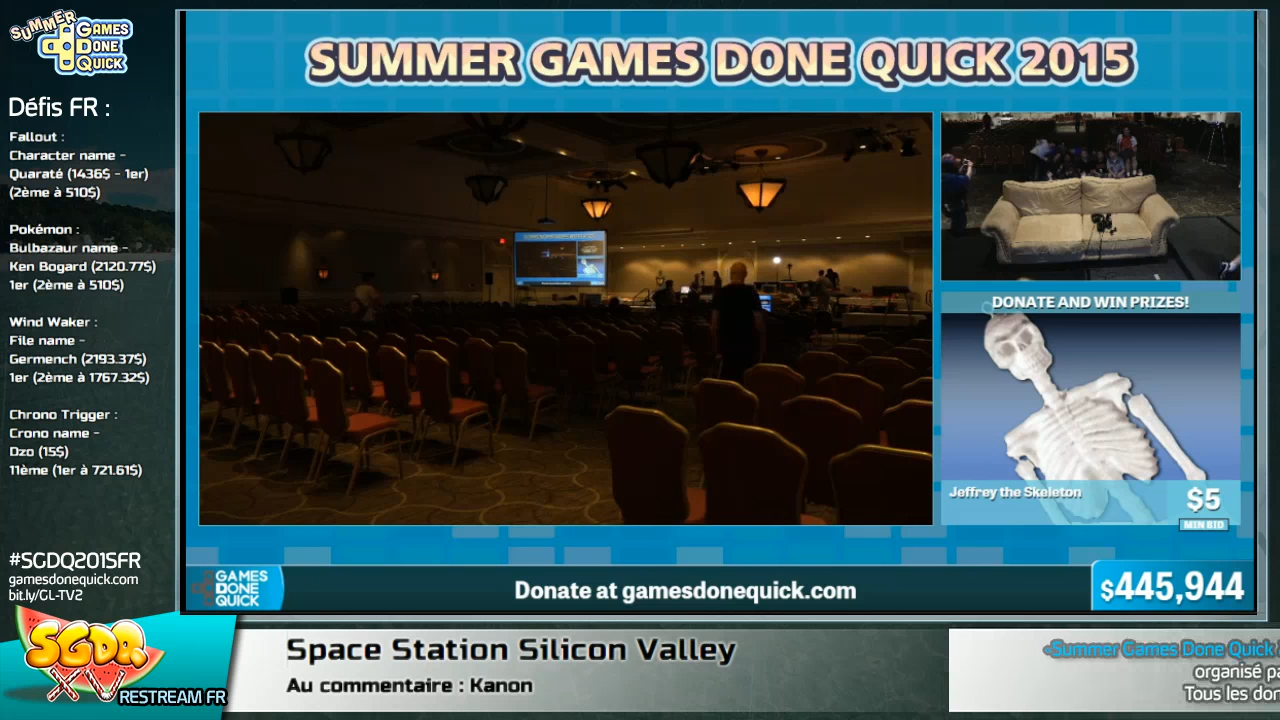 SUMMER
GAMES
DONE
QUICK
Défis FR :
Fallout :
Character name -
Quaraté (1436$ - 1er)
(2ème à 510$)
Pokémon :
Bulbazaur name -
Ken Bogard (2120.77$)
1er (2ème à 510$)
Wind Waker :
File name -
Germench (2193.37$)
1er (2ème à 1767.32$)
Chrono Trigger :
Crono name -
Dzo (15$)
11ème (1er à 721.61$)
#SGDQ2015FR
gamesdonequick.com
bit.ly/GL-TV2
SGDQ
XV
RESTREAM FR
SUMMER GAMES DONE QUICK 2015
DONATE AND WIN PRIZES!
Jeffrey the Skeleton
$5
MIN BID
GAMES
DONE
QUICK
Donate at gamesdonequick.com
$445,944
Space Station Silicon Valley
Au commentaire : Kanon
«Summer Games Done Quick
organisé
Tous les